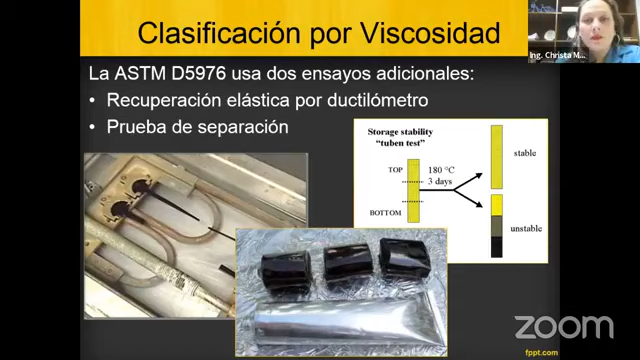 Clasificación por Viscosidad
Ing. Christa M...
La ASTM D5976 usa dos ensayos adicionales:
• Recuperación elástica por ductilómetro
• Prueba de separación
Storage stability
"tuben test"
TOP
180 °C
3 days
BOTTOM
stable
unstable
zoom
fppt.com